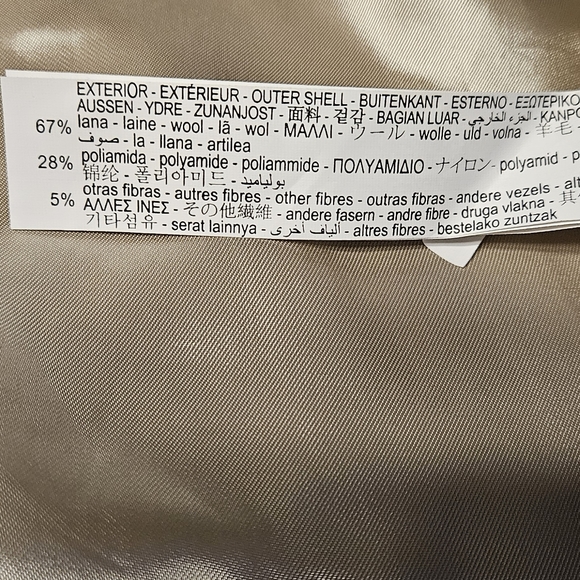 EXTERIOR - EXTÉRIEUR - OUTER SHELL - BUITENKANT - ESTERNO - ΕΞΩΤΕΡΙΚΟ
AUSSEN - YDRE - ZUNANJOST - 面料 - 겉감 - BAGIAN LUAR - الجزء الخارجي - KANPO
67% lana - laine - wool - lã - wol - ΜΑΛΛΙ - ウール - wolle - uld - volna - 羊毛
صوف - la - llana - artilea
28% poliamida - polyamide - poliammide - ΠΟΛΥΑΜΙΔΙΟ - ナイロン - polyamid - p
锦纶 - 폴리아미드 - بولياميد
5% otras fibras - autres fibres - other fibres - outras fibras - andere vezels - alt
ΑΛΛΕΣ ΙΝΕΣ - その他繊維 - andere fasern - andre fibre - druga vlakna - 其
기타섬유 - serat lainnya - ألياف أخرى - altres fibres - bestelako zuntzak